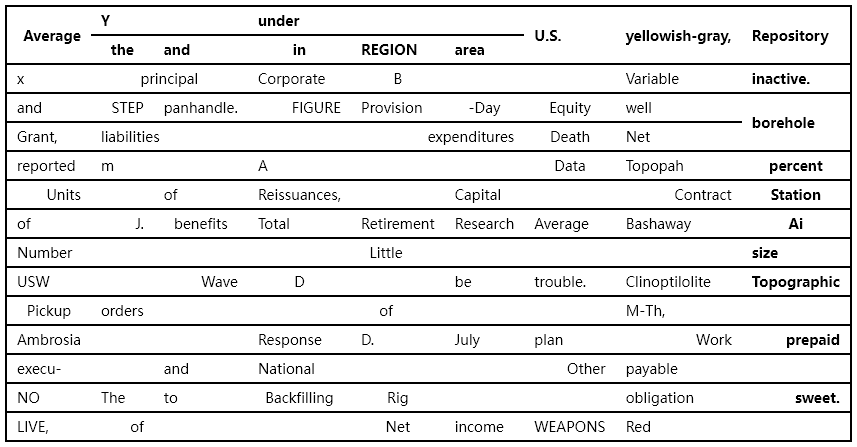 Y under
Average U.S. yellowish-gray, Repository
the and in REGION area
x principal Corporate B Variable inactive.
and STEP panhandle. FIGURE Provision -Day Equity well
borehole
Grant, liabilities expenditures Death Net
reported m A Data Topopah percent
Units of Reissuances, Capital Contract Station
of J. benefits Total Retirement Research Average Bashaway Ai
Number Little size
USW Wave D be trouble. Clinoptilolite Topographic
Pickup orders of M-Th,
Ambrosia Response D. July plan Work prepaid
execu- and National Other payable
NO The to Backfilling Rig obligation sweet.
LIVE, of Net income WEAPONS Red